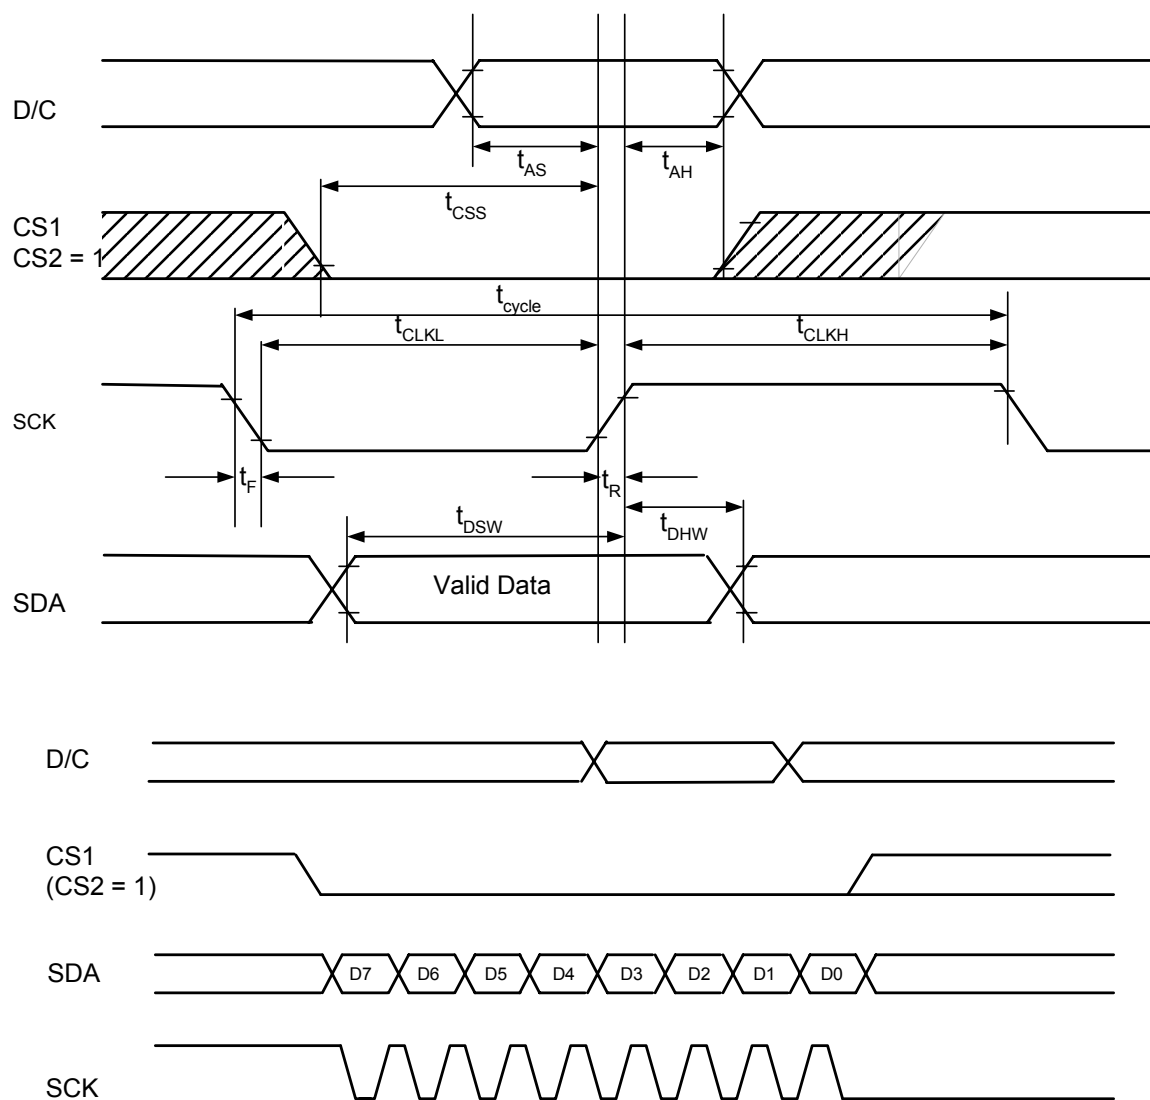 D/C
tAS
tAH
tCSS
CS1
CS2 = 1
tcycle
tCLKL
tCLKH
SCK
tF
tR
tDSW
tDHW
Valid Data
SDA
D/C
CS1
(CS2 = 1)
SDA
D7 D6 D5 D4 D3 D2 D1 D0
SCK